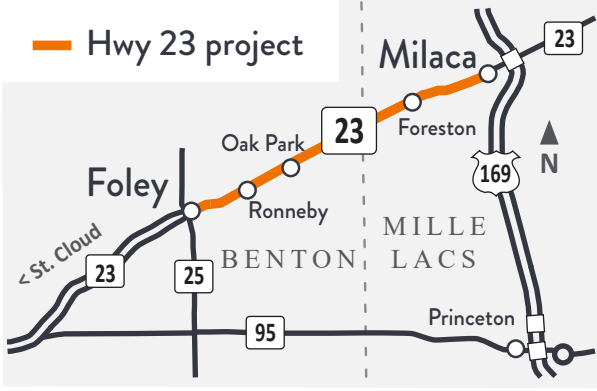 Hwy 23 project
Milaca
23
Foreston
23
Oak Park
N
169
Foley
Ronneby
< St. Cloud
23
25
BENTON
MILLE
LACS
Princeton
95